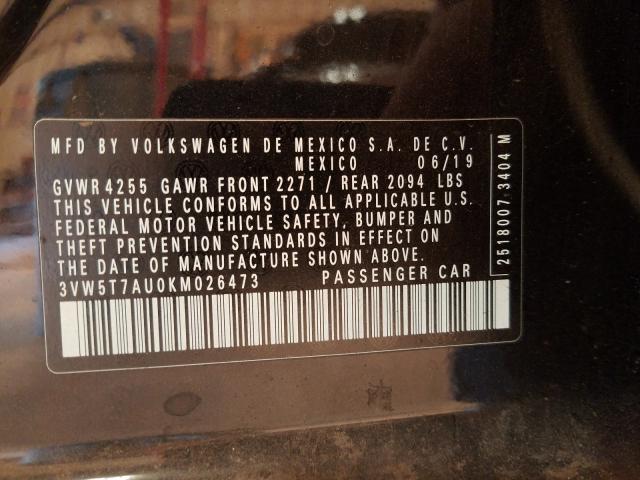 MFD BY VOLKSWAGEN DE MEXICO S.A. DE C.V.
MEXICO 06/19
GVWR 4255 GAWR FRONT 2271 / REAR 2094 LBS
THIS VEHICLE CONFORMS TO ALL APPLICABLE U.S.
FEDERAL MOTOR VEHICLE SAFETY, BUMPER AND
THEFT PREVENTION STANDARDS IN EFFECT ON
THE DATE OF MANUFACTURE SHOWN ABOVE.
3VW5T7AU0KM026473 PASSENGER CAR
2518007 3404 M